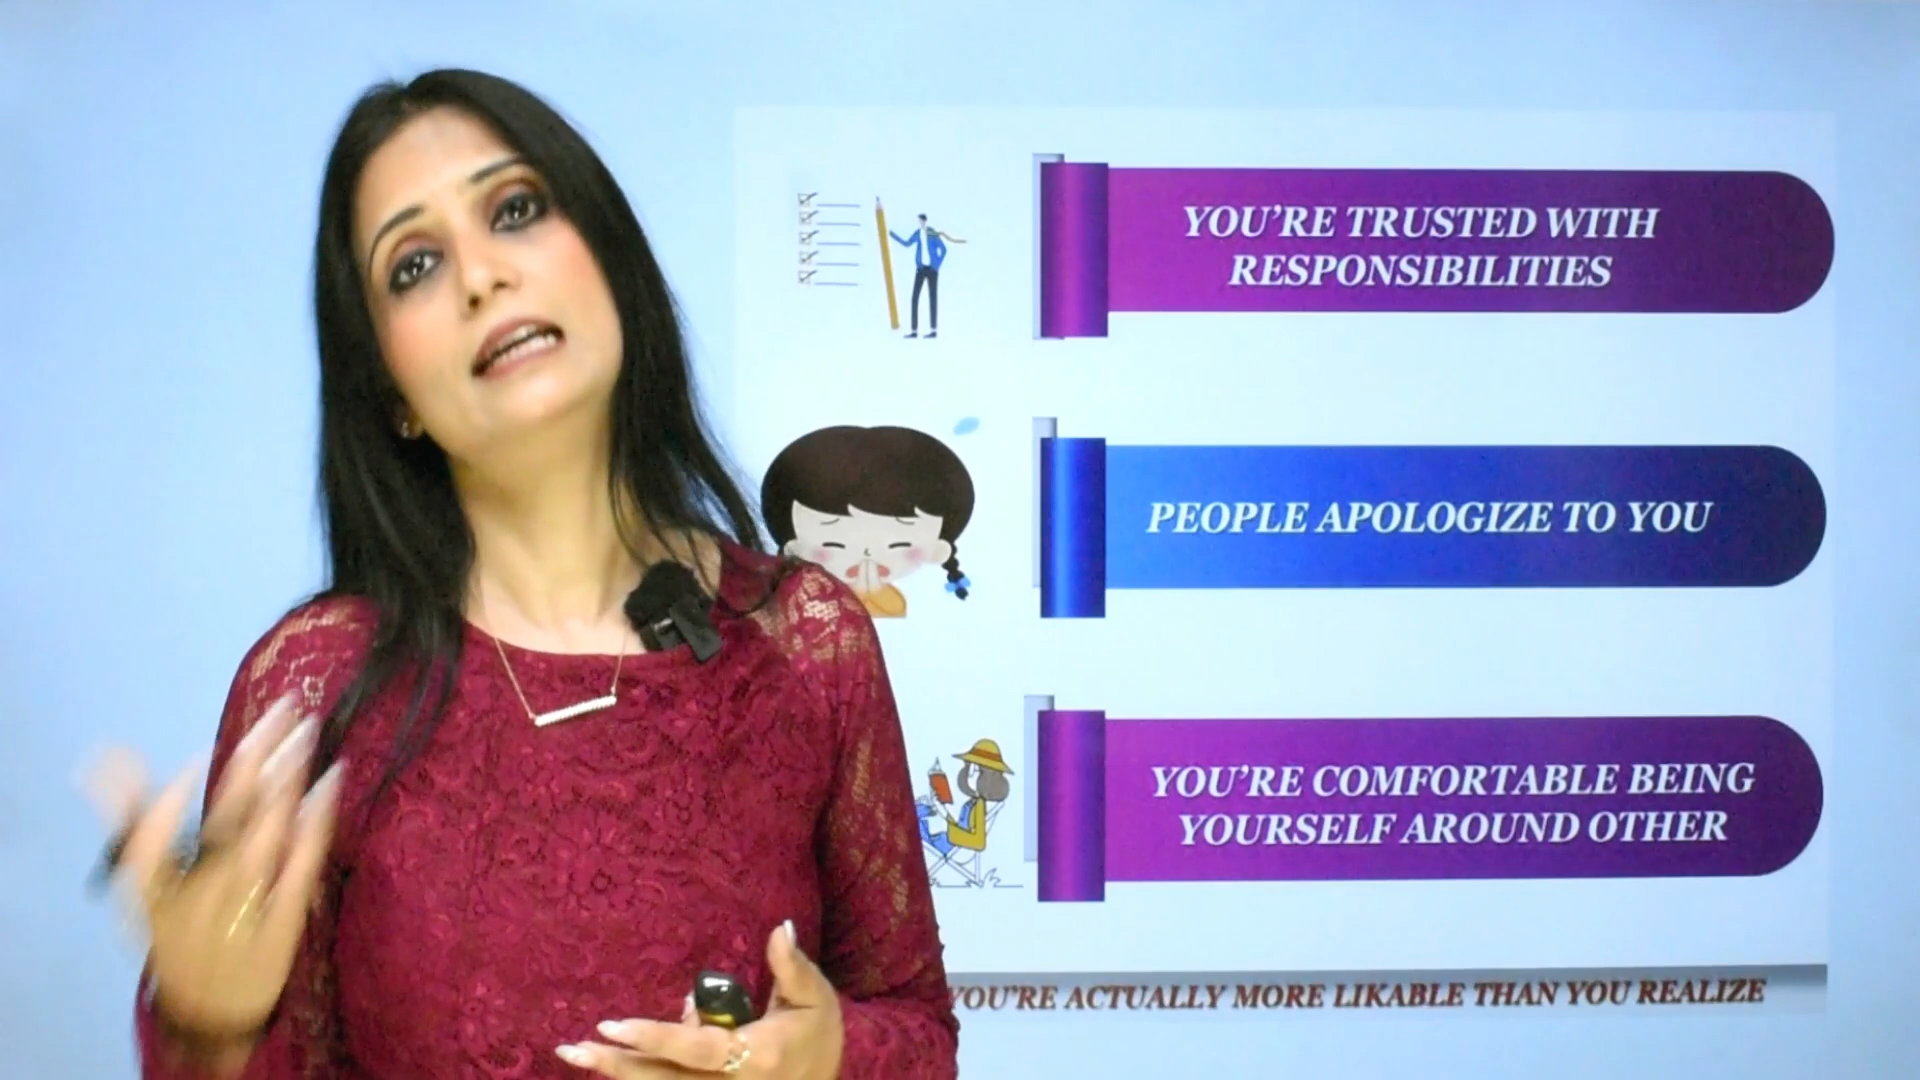 YOU'RE TRUSTED WITH
RESPONSIBILITIES
PEOPLE APOLOGIZE TO YOU
YOU'RE COMFORTABLE BEING
YOURSELF AROUND OTHER
YOU'RE ACTUALLY MORE LIKABLE THAN YOU REALIZE